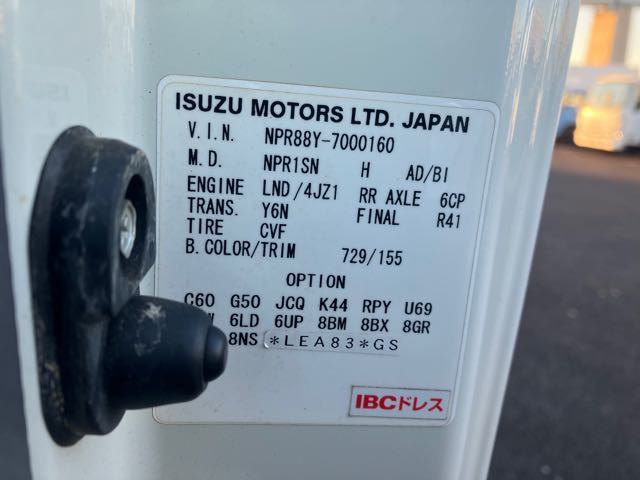 ISUZU MOTORS LTD. JAPAN
V.I.N. NPR88Y-7000160
M.D. NPR1SN H AD/BI
ENGINE LND/4JZ1 RR AXLE 6CP
TRANS. Y6N FINAL R41
TIRE CVF
B.COLOR/TRIM 729/155
OPTION
C60 G50 JCQ K44 RPY U69
6LD 6UP 8BM 8BX 8GR
8NS *LEA83*GS
IBCドレス